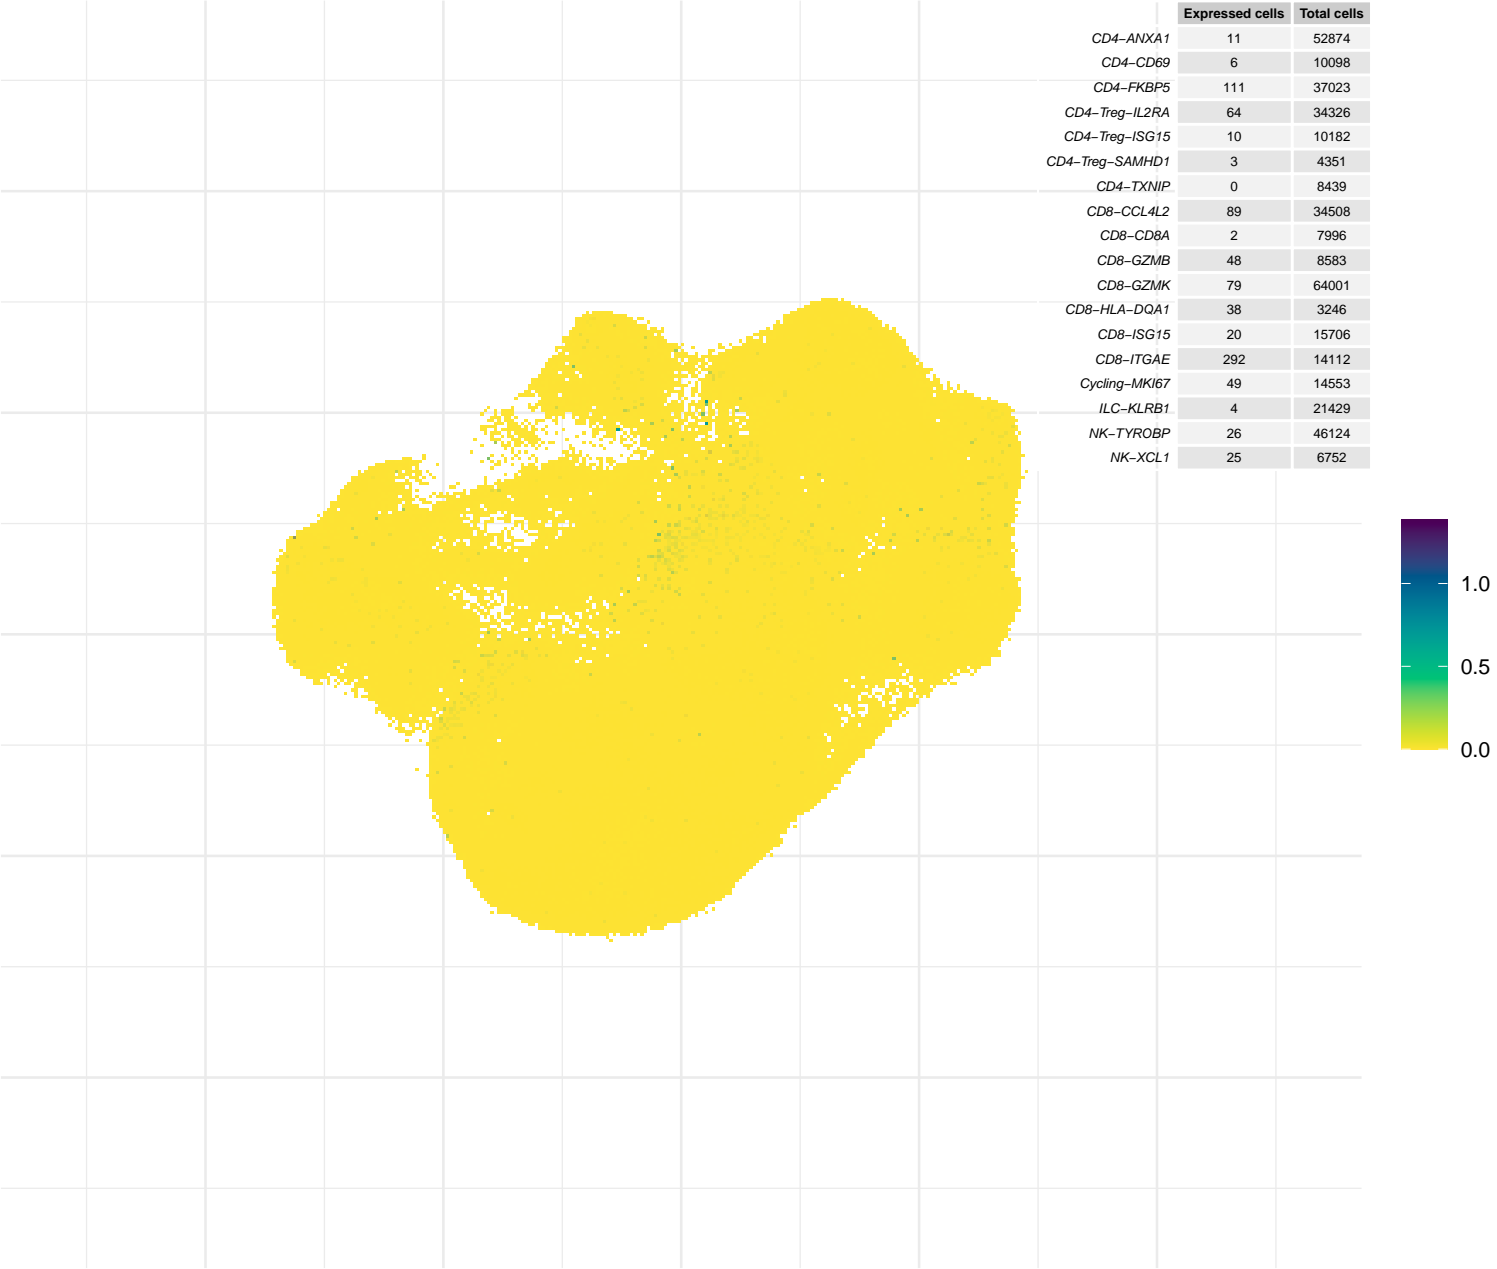 Expressed cells Total cells
CD4−ANXA1 11 52874
CD4−CD69 6 10098
CD4−FKBP5 111 37023
CD4−Treg−IL2RA 64 34326
CD4−Treg−ISG15 10 10182
CD4−Treg−SAMHD1 3 4351
CD4−TXNIP 0 8439
CD8−CCL4L2 89 34508
CD8−CD8A 2 7996
CD8−GZMB 48 8583
CD8−GZMK 79 64001
CD8−HLA−DQA1 38 3246
CD8−ISG15 20 15706
CD8−ITGAE 292 14112
Cycling−MKI67 49 14553
ILC−KLRB1 4 21429
NK−TYROBP 26 46124
NK−XCL1 25 6752
1.0
0.5
0.0